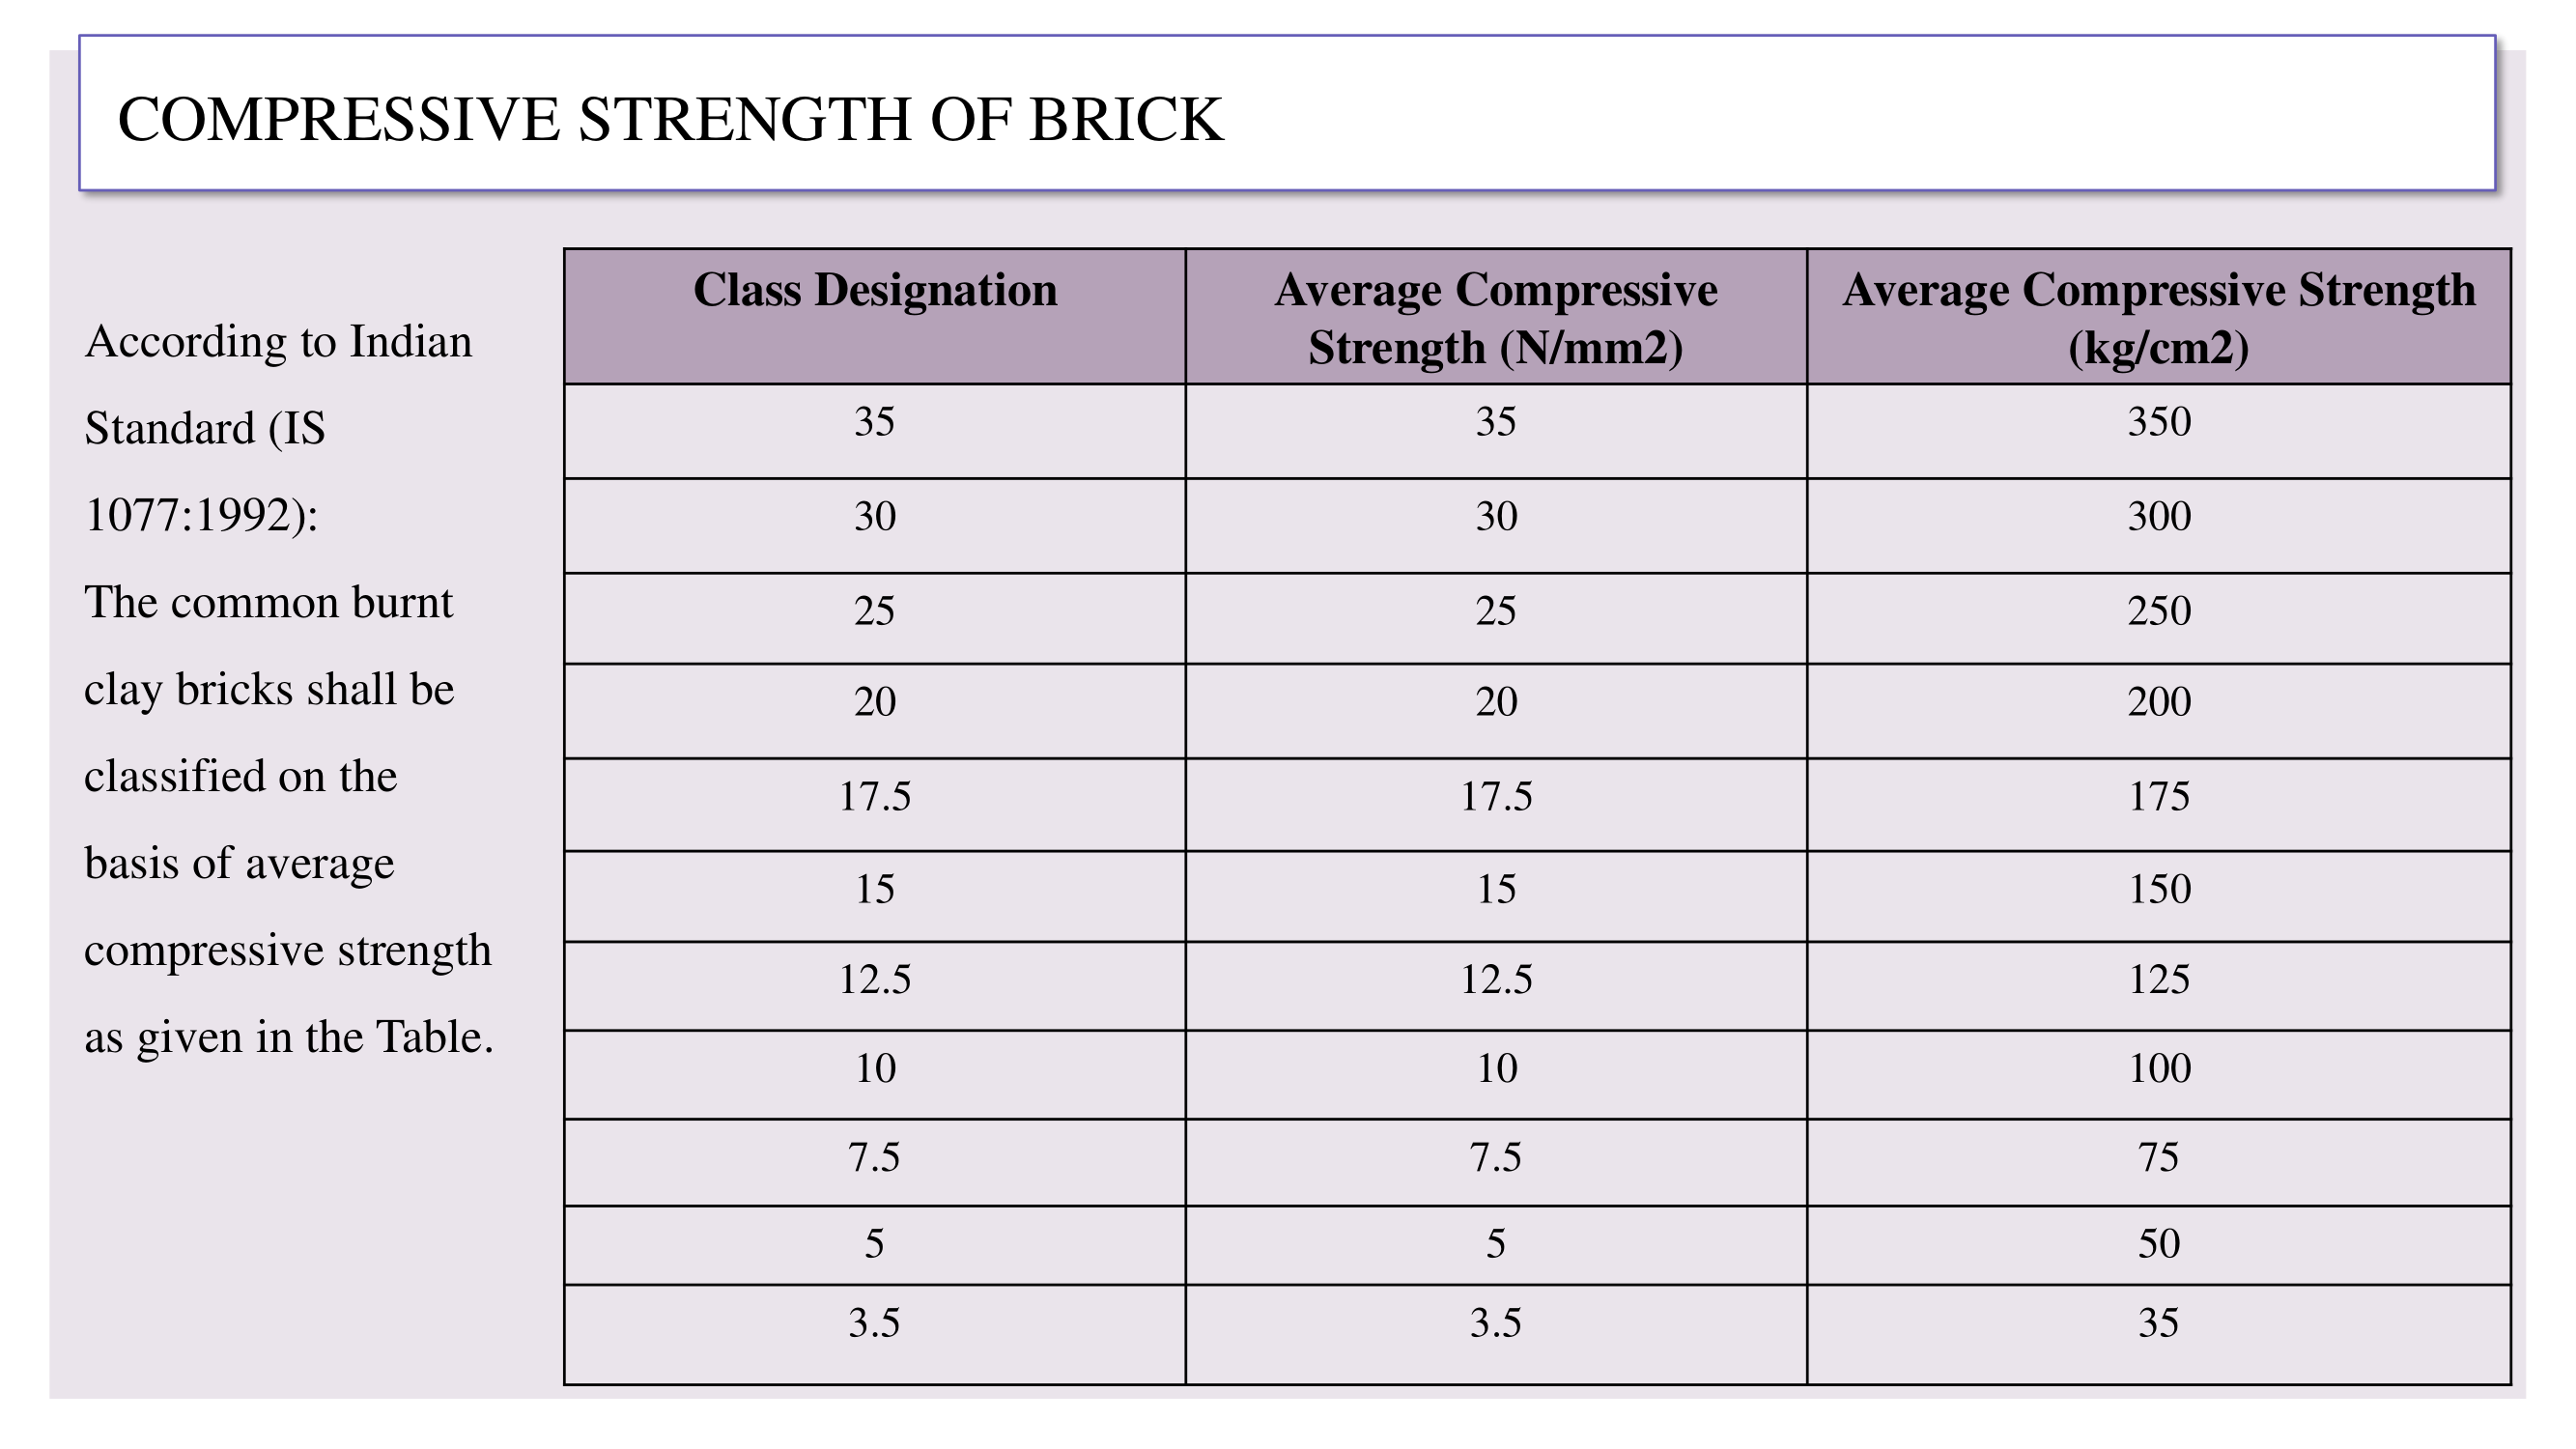 COMPRESSIVE STRENGTH OF BRICK
According to Indian
Standard (IS
1077:1992):
The common burnt
clay bricks shall be
classified on the
basis of average
compressive strength
as given in the Table.
Class Designation Average Compressive Strength (N/mm2) Average Compressive Strength (kg/cm2)
35 35 350
30 30 300
25 25 250
20 20 200
17.5 17.5 175
15 15 150
12.5 12.5 125
10 10 100
7.5 7.5 75
5 5 50
3.5 3.5 35